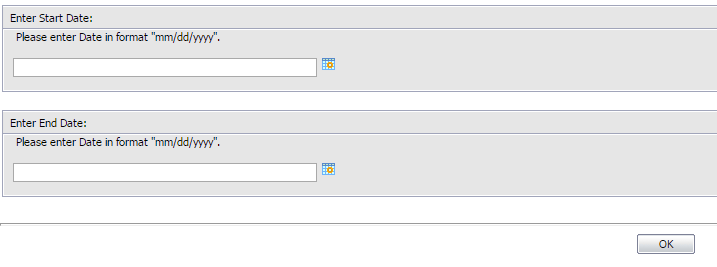 Enter Start Date:
Please enter Date in format "mm/dd/yyyy".
Enter End Date:
Please enter Date in format "mm/dd/yyyy".
OK